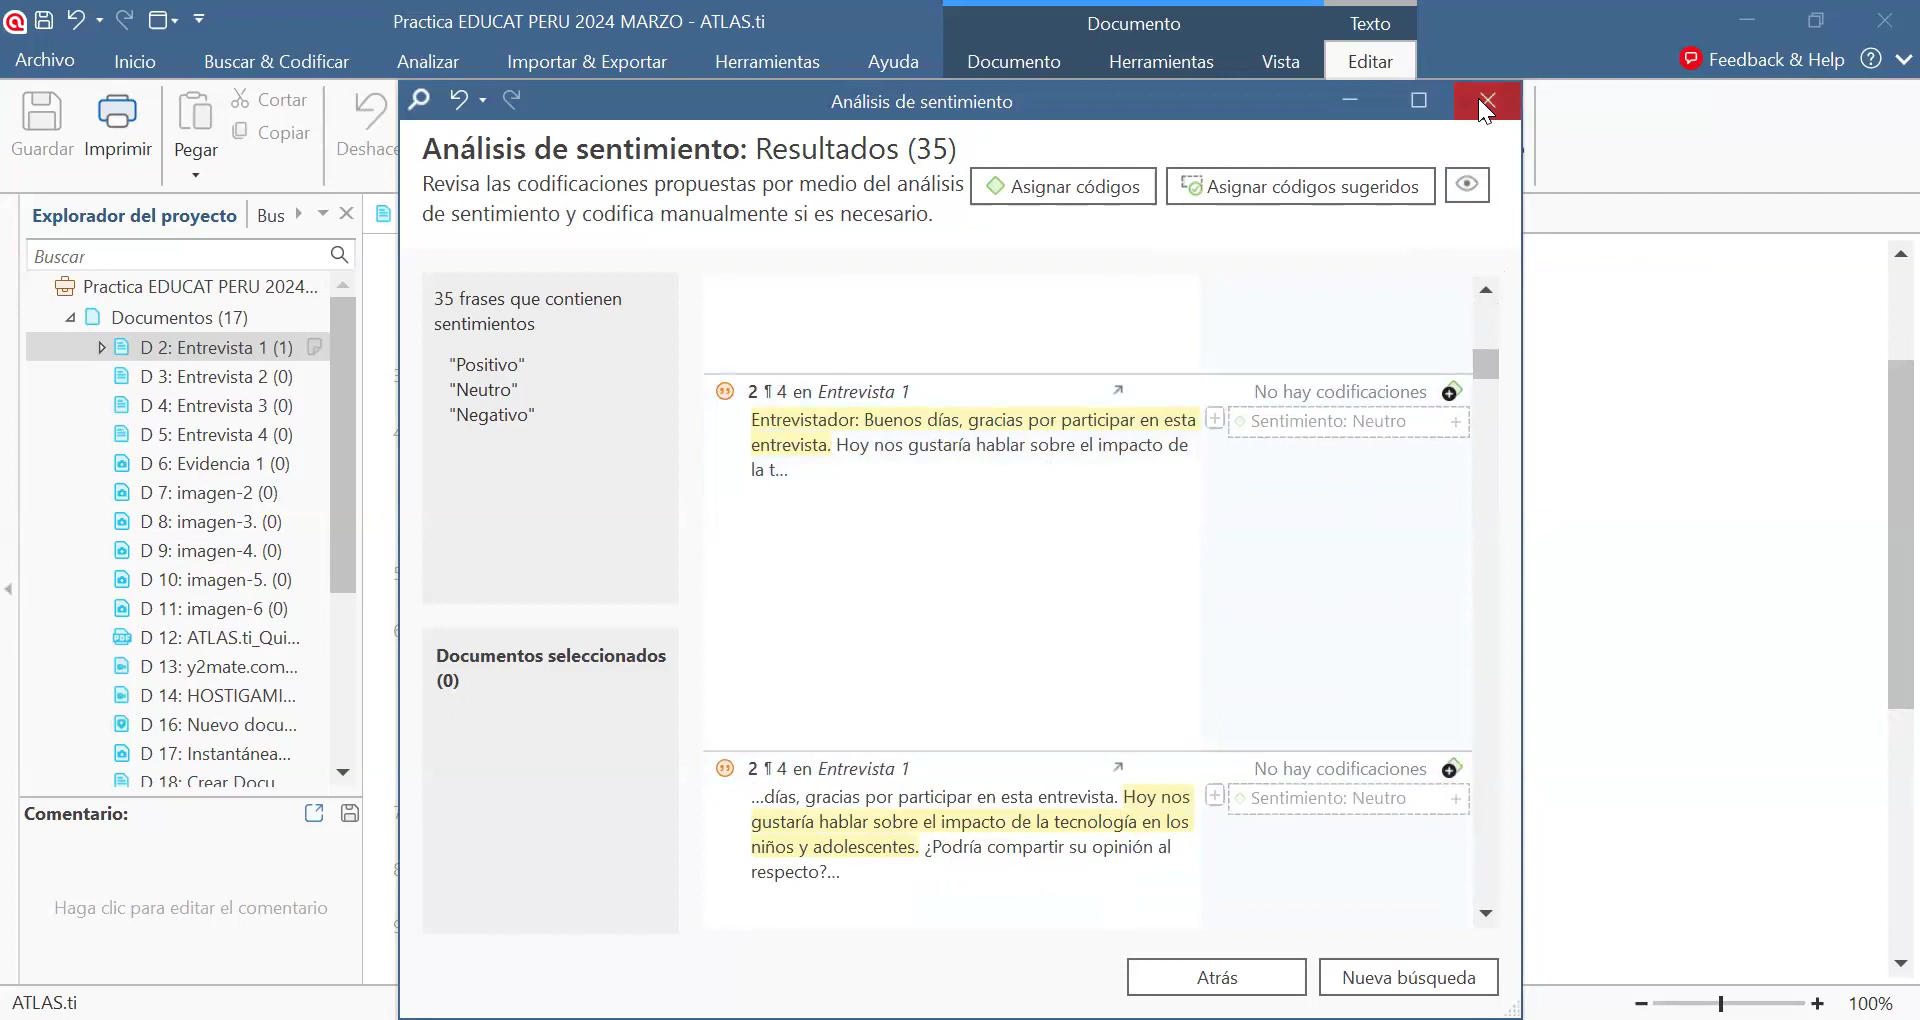 Practica EDUCAT PERU 2024 MARZO - ATLAS.ti
Documento
Texto
Archivo
Inicio
Buscar & Codificar
Analizar
Importar & Exportar
Herramientas
Ayuda
Documento
Herramientas
Vista
Editar
Feedback & Help
Guardar
Imprimir
Pegar
Cortar
Copiar
Deshace
Análisis de sentimiento
Análisis de sentimiento: Resultados (35)
Revisa las codificaciones propuestas por medio del análisis
de sentimiento y codifica manualmente si es necesario.
Asignar códigos
Asignar códigos sugeridos
Explorador del proyecto
Bus
Buscar
Practica EDUCAT PERU 2024...
Documentos (17)
D 2: Entrevista 1 (1)
D 3: Entrevista 2 (0)
D 4: Entrevista 3 (0)
D 5: Entrevista 4 (0)
D 6: Evidencia 1 (0)
D 7: imagen-2 (0)
D 8: imagen-3. (0)
D 9: imagen-4. (0)
D 10: imagen-5. (0)
D 11: imagen-6 (0)
D 12: ATLAS.ti_Qui...
D 13: y2mate.com...
D 14: HOSTIGAMI...
D 16: Nuevo docu...
D 17: Instantánea...
D 18: Crear Docu
Comentario:
Haga clic para editar el comentario
35 frases que contienen
sentimientos
"Positivo"
"Neutro"
"Negativo"
Documentos seleccionados
(0)
2 ¶ 4 en Entrevista 1
No hay codificaciones
Entrevistador: Buenos días, gracias por participar en esta
entrevista. Hoy nos gustaría hablar sobre el impacto de
la t...
Sentimiento: Neutro
2 ¶ 4 en Entrevista 1
No hay codificaciones
...días, gracias por participar en esta entrevista. Hoy nos
gustaría hablar sobre el impacto de la tecnología en los
niños y adolescentes. ¿Podría compartir su opinión al
respecto?...
Sentimiento: Neutro
Atrás
Nueva búsqueda
ATLAS.ti
100%